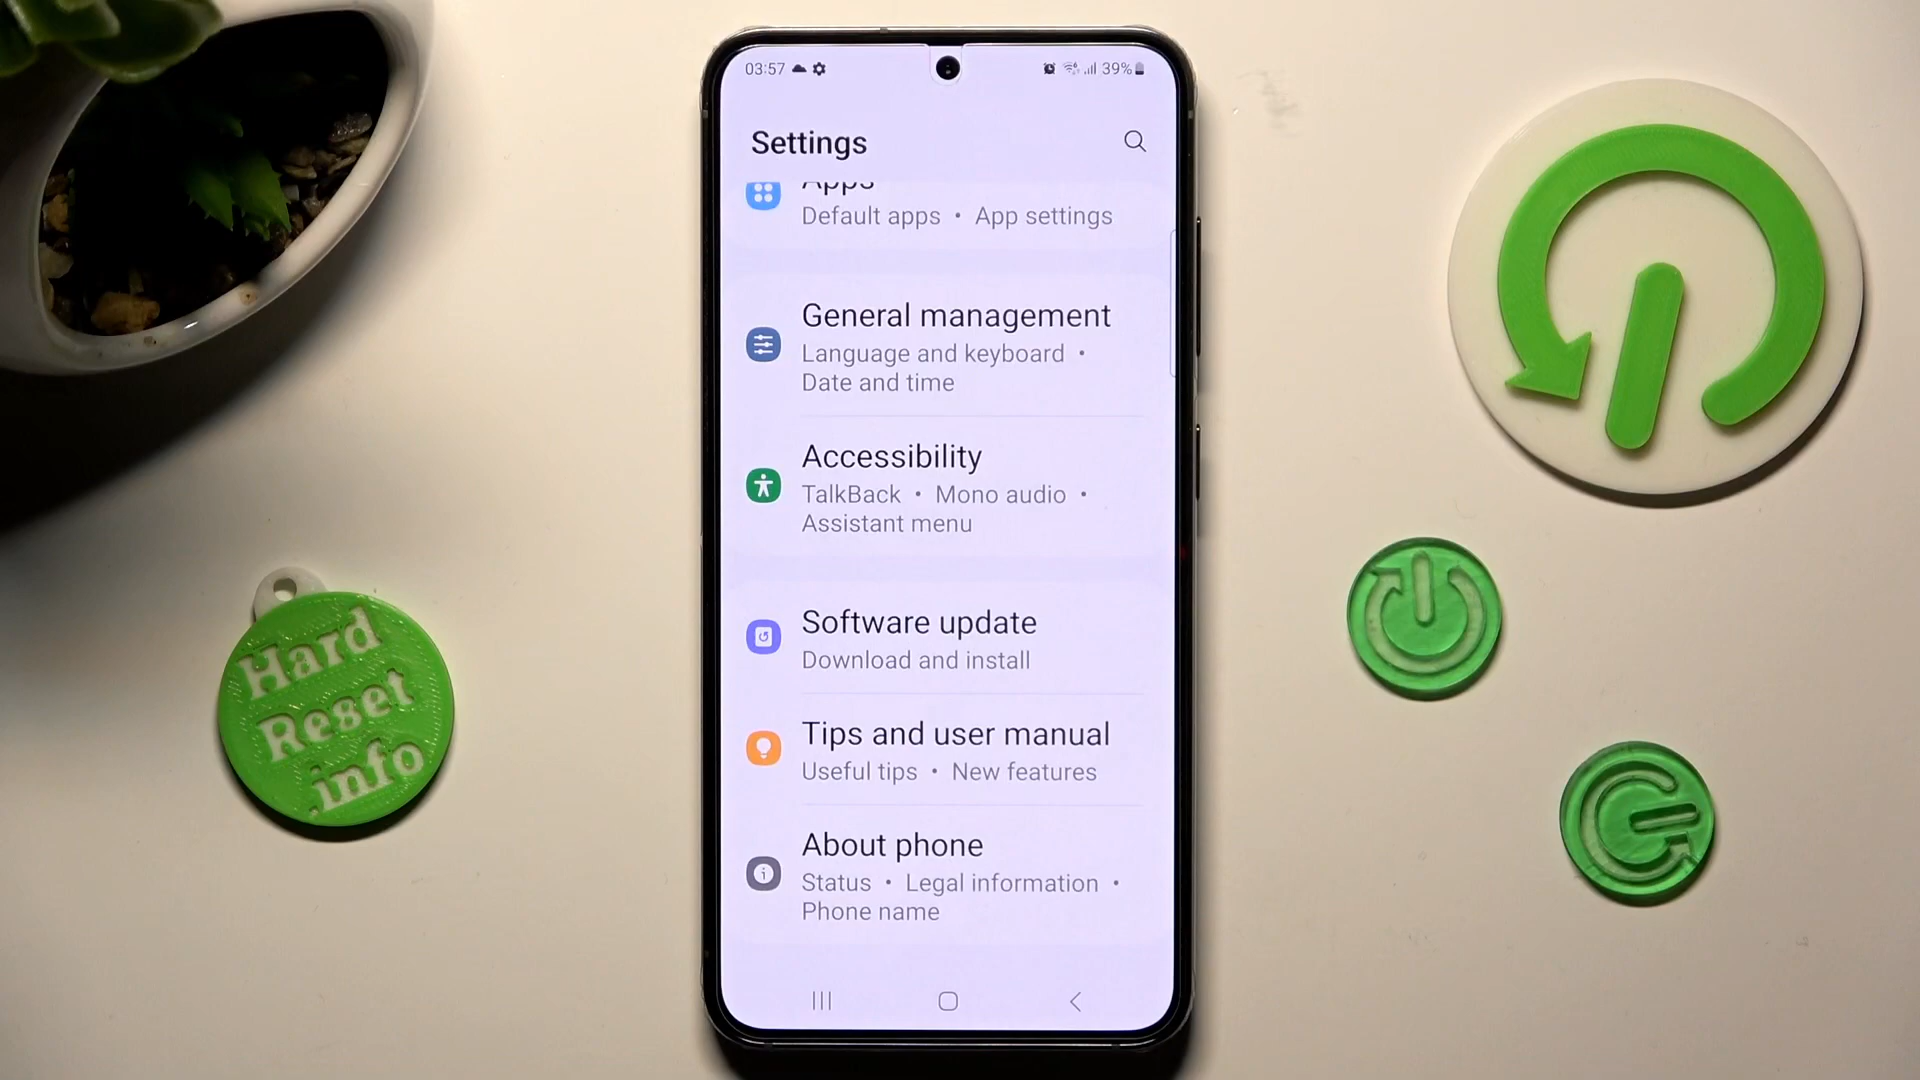 03:57
39%
Settings
Apps
Default apps • App settings
General management
Language and keyboard •
Date and time
Accessibility
TalkBack • Mono audio •
Assistant menu
Software update
Download and install
Tips and user manual
Useful tips • New features
About phone
Status • Legal information •
Phone name
Hard
Reset
.info